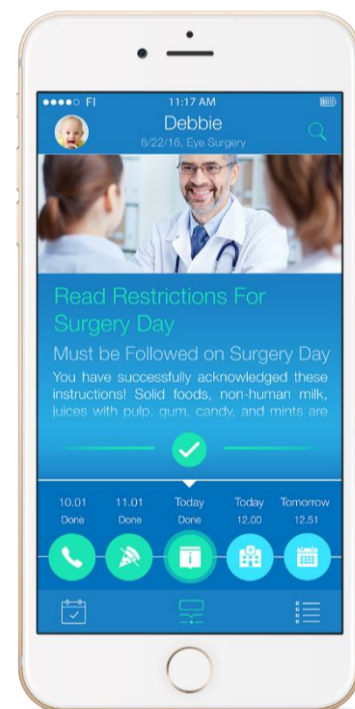 FI 11:17 AM
Debbie
8/22/16, Eye Surgery
Read Restrictions For
Surgery Day
Must be Followed on Surgery Day
You have successfully acknowledged these
instructions! Solid foods, non-human milk,
juices with pulp, gum, candy, and mints are
10.01 11.01 Today Today Tomorrow
Done Done Done 12.00 12.51